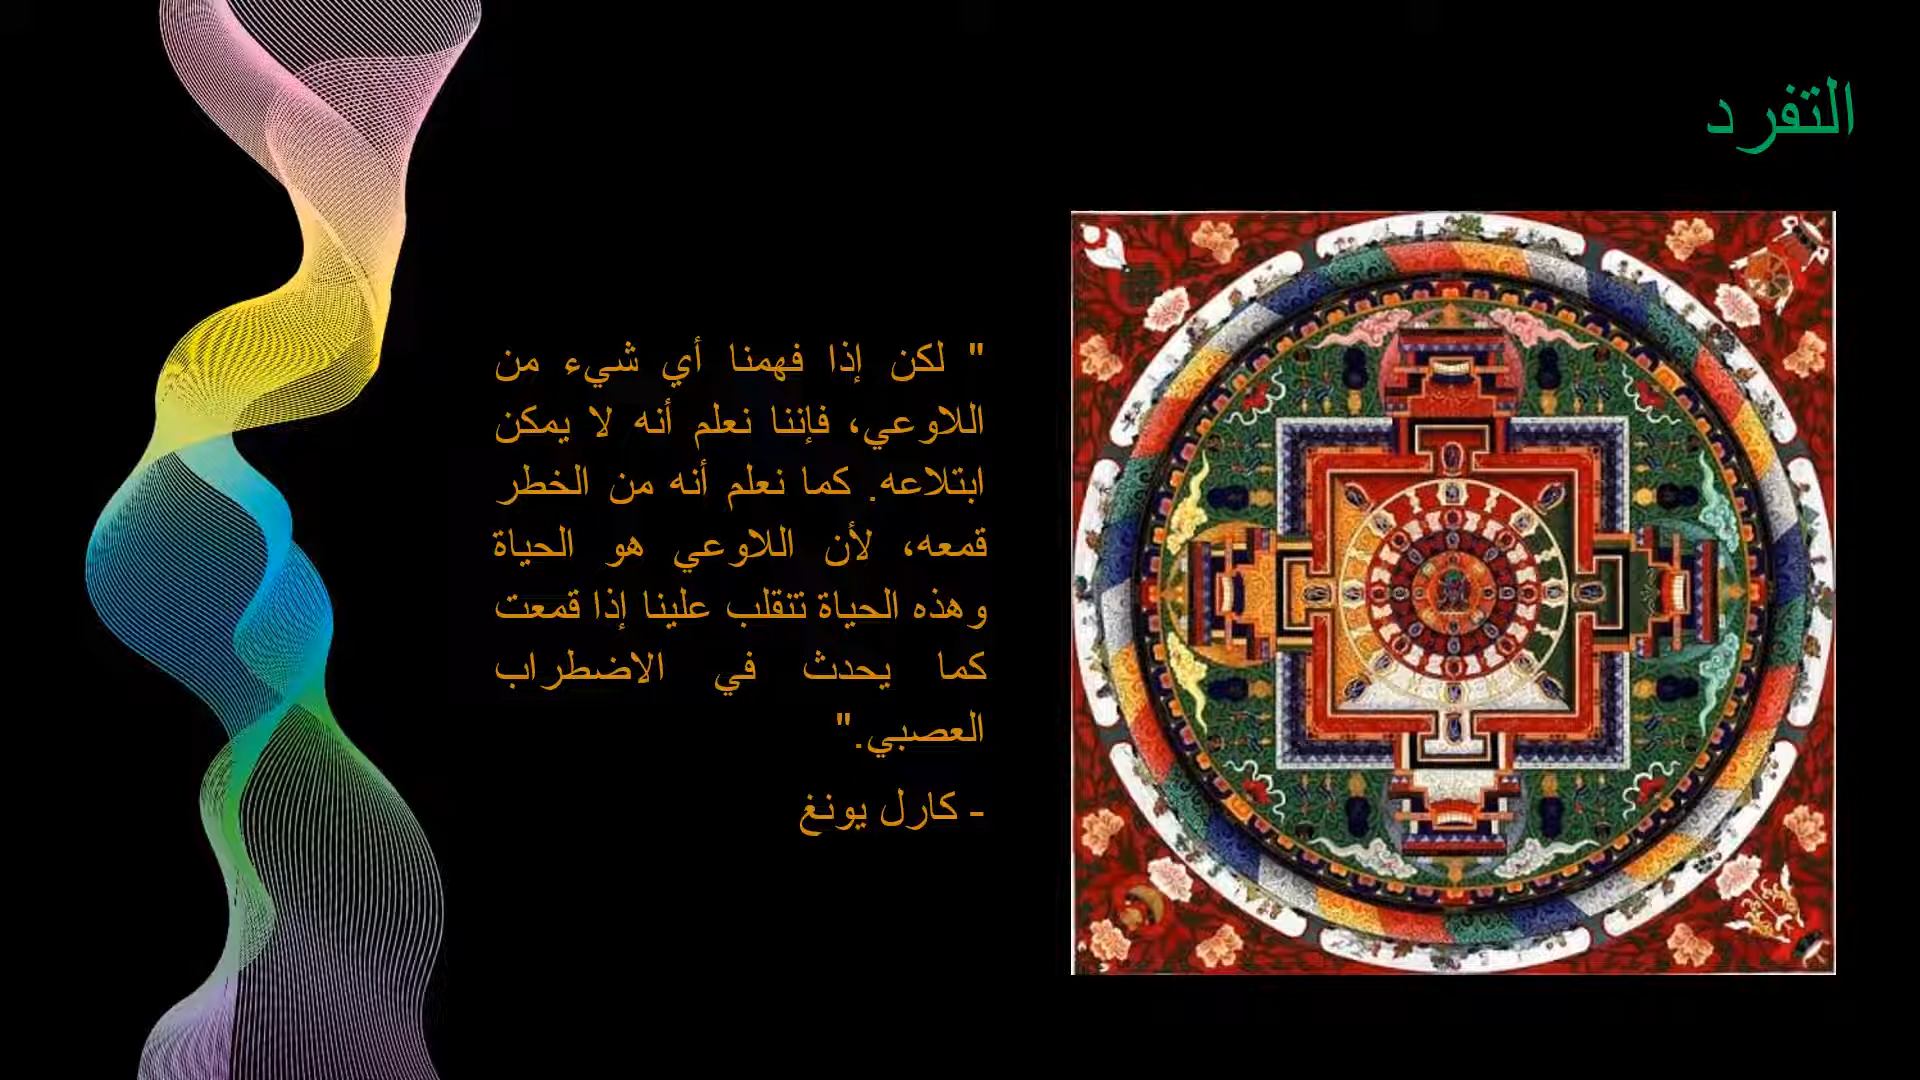 التفرد
" لكن إذا فهمنا أي شيء من
اللاوعي، فإننا نعلم أنه لا يمكن
ابتلاعه. كما نعلم أنه من الخطر
قمعه، لأن اللاوعي هو الحياة
وهذه الحياة تنقلب علينا إذا قمعت
كما يحدث في الاضطراب
العصبي."
- كارل يونغ